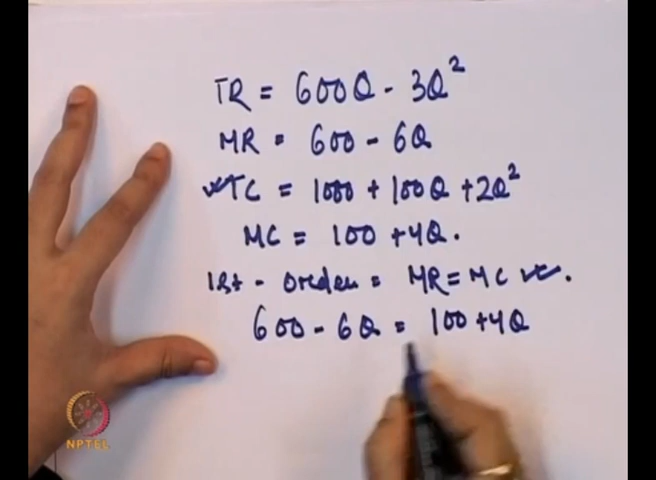 TR = 600Q - 3Q²
MR = 600 - 6Q
TC = 1000 + 100Q + 2Q²
MC = 100 + 4Q.
1st - order = MR = MC
600 - 6Q = 100 + 4Q
NPTEL